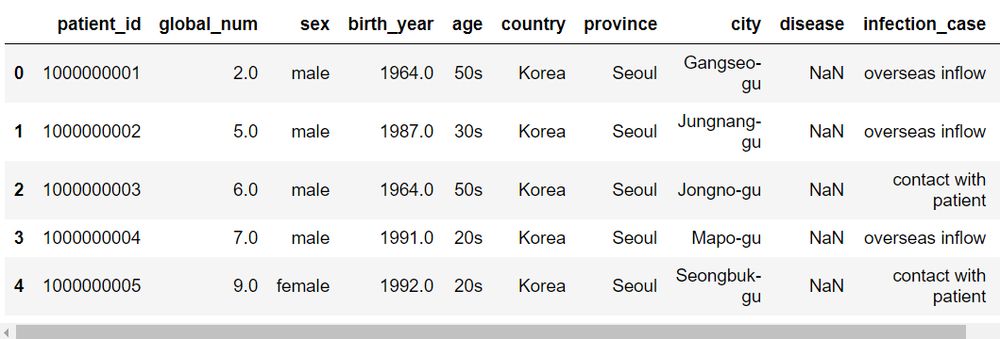 patient_id global_num sex birth_year age country province city disease infection_case
0 1000000001 2.0 male 1964.0 50s Korea Seoul Gangseo-
gu NaN overseas inflow
1 1000000002 5.0 male 1987.0 30s Korea Seoul Jungnang-
gu NaN overseas inflow
2 1000000003 6.0 male 1964.0 50s Korea Seoul Jongno-gu NaN contact with
patient
3 1000000004 7.0 male 1991.0 20s Korea Seoul Mapo-gu NaN overseas inflow
4 1000000005 9.0 female 1992.0 20s Korea Seoul Seongbuk-
gu NaN contact with
patient